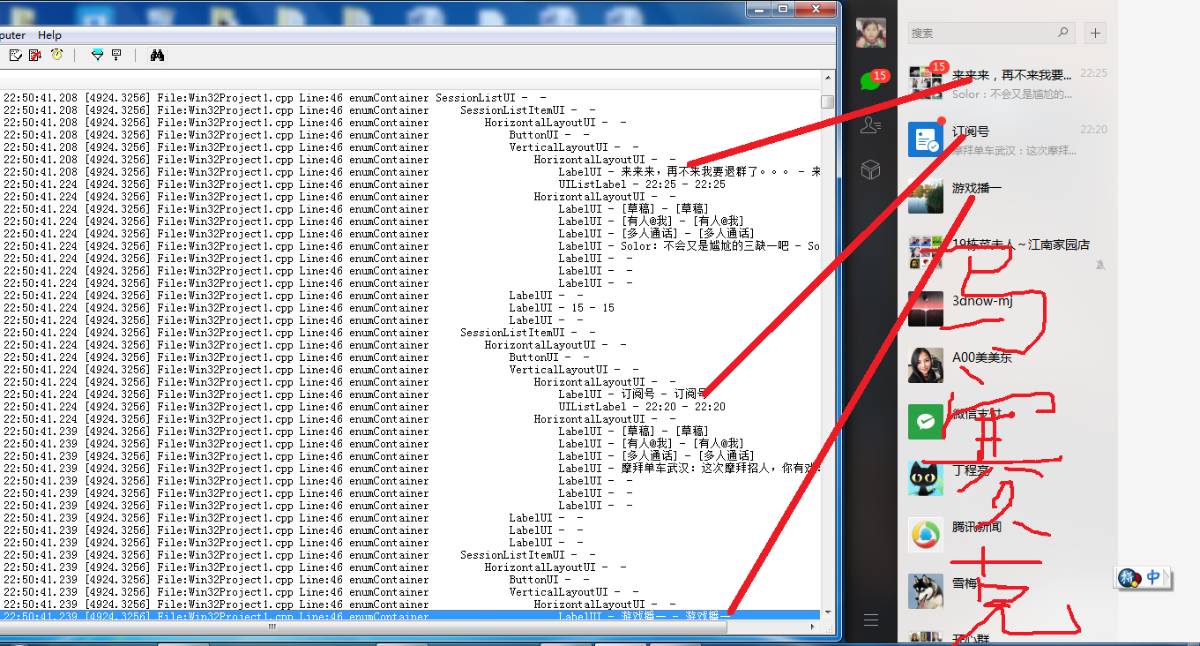 puter Help
22:50:41.208 [4924.3256] File:Win32Project1.cpp Line:46 enumContainer SessionListUI - -
22:50:41.208 [4924.3256] File:Win32Project1.cpp Line:46 enumContainer SessionListItemUI - -
22:50:41.208 [4924.3256] File:Win32Project1.cpp Line:46 enumContainer HorizontalLayoutUI - -
22:50:41.208 [4924.3256] File:Win32Project1.cpp Line:46 enumContainer ButtonUI - -
22:50:41.208 [4924.3256] File:Win32Project1.cpp Line:46 enumContainer VerticalLayoutUI - -
22:50:41.208 [4924.3256] File:Win32Project1.cpp Line:46 enumContainer HorizontalLayoutUI - -
22:50:41.208 [4924.3256] File:Win32Project1.cpp Line:46 enumContainer LabelUI - 来来来，再不来我要退群了。。。 - 来
22:50:41.224 [4924.3256] File:Win32Project1.cpp Line:46 enumContainer UIListLabel - 22:25 - 22:25
22:50:41.224 [4924.3256] File:Win32Project1.cpp Line:46 enumContainer HorizontalLayoutUI - -
22:50:41.224 [4924.3256] File:Win32Project1.cpp Line:46 enumContainer LabelUI - [草稿] - [草稿]
22:50:41.224 [4924.3256] File:Win32Project1.cpp Line:46 enumContainer LabelUI - [有人@我] - [有人@我]
22:50:41.224 [4924.3256] File:Win32Project1.cpp Line:46 enumContainer LabelUI - [多人通话] - [多人通话]
22:50:41.224 [4924.3256] File:Win32Project1.cpp Line:46 enumContainer LabelUI - Solor：不会又是尴尬的三缺一吧 - So
22:50:41.224 [4924.3256] File:Win32Project1.cpp Line:46 enumContainer LabelUI - -
22:50:41.224 [4924.3256] File:Win32Project1.cpp Line:46 enumContainer LabelUI - -
22:50:41.224 [4924.3256] File:Win32Project1.cpp Line:46 enumContainer LabelUI - -
22:50:41.224 [4924.3256] File:Win32Project1.cpp Line:46 enumContainer LabelUI - -
22:50:41.224 [4924.3256] File:Win32Project1.cpp Line:46 enumContainer LabelUI - 15 - 15
22:50:41.224 [4924.3256] File:Win32Project1.cpp Line:46 enumContainer LabelUI - -
22:50:41.224 [4924.3256] File:Win32Project1.cpp Line:46 enumContainer SessionListItemUI - -
22:50:41.224 [4924.3256] File:Win32Project1.cpp Line:46 enumContainer HorizontalLayoutUI - -
22:50:41.224 [4924.3256] File:Win32Project1.cpp Line:46 enumContainer ButtonUI - -
22:50:41.224 [4924.3256] File:Win32Project1.cpp Line:46 enumContainer VerticalLayoutUI - -
22:50:41.224 [4924.3256] File:Win32Project1.cpp Line:46 enumContainer HorizontalLayoutUI - -
22:50:41.224 [4924.3256] File:Win32Project1.cpp Line:46 enumContainer LabelUI - 订阅号 - 订阅号
22:50:41.224 [4924.3256] File:Win32Project1.cpp Line:46 enumContainer UIListLabel - 22:20 - 22:20
22:50:41.239 [4924.3256] File:Win32Project1.cpp Line:46 enumContainer HorizontalLayoutUI - -
22:50:41.239 [4924.3256] File:Win32Project1.cpp Line:46 enumContainer LabelUI - [草稿] - [草稿]
22:50:41.239 [4924.3256] File:Win32Project1.cpp Line:46 enumContainer LabelUI - [有人@我] - [有人@我]
22:50:41.239 [4924.3256] File:Win32Project1.cpp Line:46 enumContainer LabelUI - [多人通话] - [多人通话]
22:50:41.239 [4924.3256] File:Win32Project1.cpp Line:46 enumContainer LabelUI - 摩拜单车武汉：这次摩拜招人，你有戏
22:50:41.239 [4924.3256] File:Win32Project1.cpp Line:46 enumContainer LabelUI - -
22:50:41.239 [4924.3256] File:Win32Project1.cpp Line:46 enumContainer LabelUI - -
22:50:41.239 [4924.3256] File:Win32Project1.cpp Line:46 enumContainer LabelUI - -
22:50:41.239 [4924.3256] File:Win32Project1.cpp Line:46 enumContainer LabelUI - -
22:50:41.239 [4924.3256] File:Win32Project1.cpp Line:46 enumContainer LabelUI - -
22:50:41.239 [4924.3256] File:Win32Project1.cpp Line:46 enumContainer LabelUI - -
22:50:41.239 [4924.3256] File:Win32Project1.cpp Line:46 enumContainer SessionListItemUI - -
22:50:41.239 [4924.3256] File:Win32Project1.cpp Line:46 enumContainer HorizontalLayoutUI - -
22:50:41.239 [4924.3256] File:Win32Project1.cpp Line:46 enumContainer ButtonUI - -
22:50:41.239 [4924.3256] File:Win32Project1.cpp Line:46 enumContainer VerticalLayoutUI - -
22:50:41.239 [4924.3256] File:Win32Project1.cpp Line:46 enumContainer HorizontalLayoutUI - -
22:50:41.239 [4924.3256] File:Win32Project1.cpp Line:46 enumContainer LabelUI - 游戏播一 - 游戏播一
15
搜索
15
来来来，再不来我要... 22:25
Solor：不会又是尴尬的...
订阅号 22:20
摩拜单车武汉：这次摩拜...
游戏播一
19栋菜夫人～江南家园店
3dnow-mj
A00美美东
微信支付
丁程亮
腾讯新闻
雪梅
开心群
马赛克
中